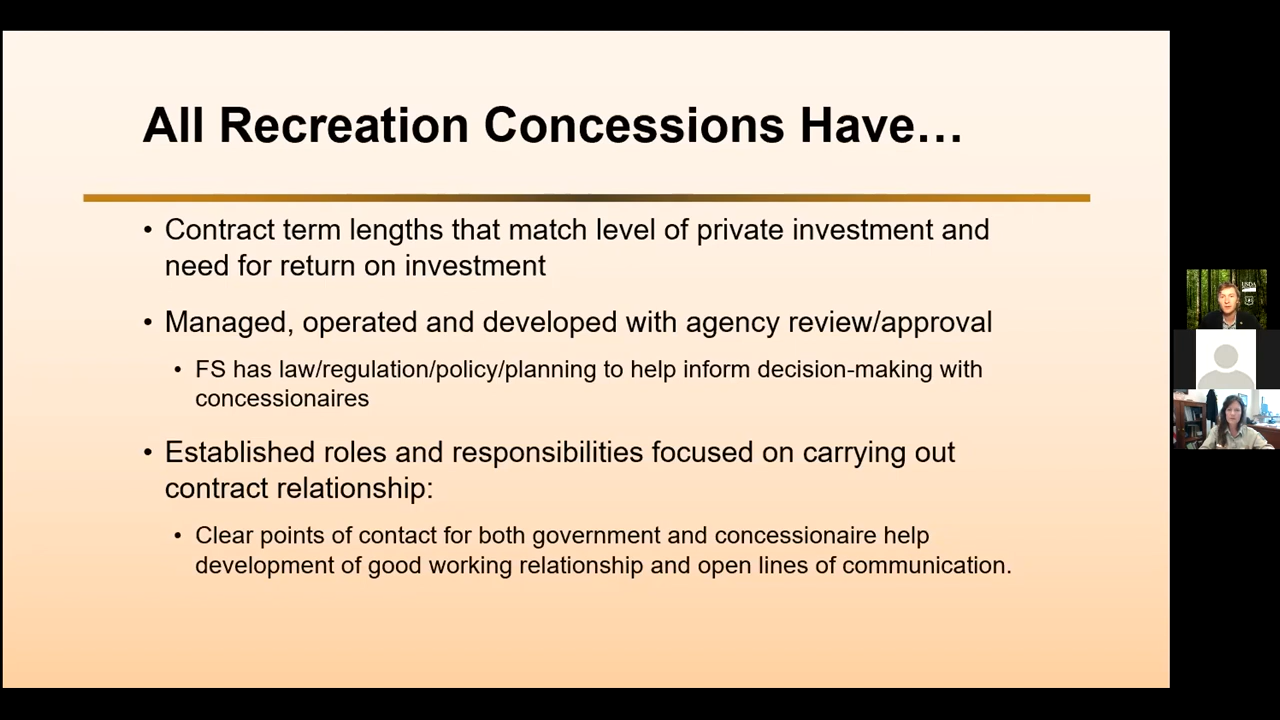 All Recreation Concessions Have…
• Contract term lengths that match level of private investment and
need for return on investment
• Managed, operated and developed with agency review/approval
• FS has law/regulation/policy/planning to help inform decision-making with
concessionaires
• Established roles and responsibilities focused on carrying out
contract relationship:
• Clear points of contact for both government and concessionaire help
development of good working relationship and open lines of communication.
USDA